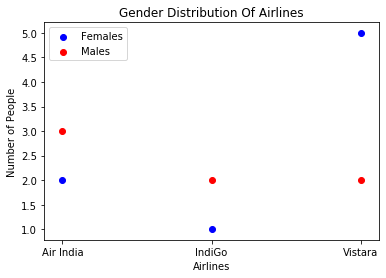 Gender Distribution Of Airlines
Females
Males
Number of People
5.0
4.5
4.0
3.5
3.0
2.5
2.0
1.5
1.0
Air India
IndiGo
Vistara
Airlines